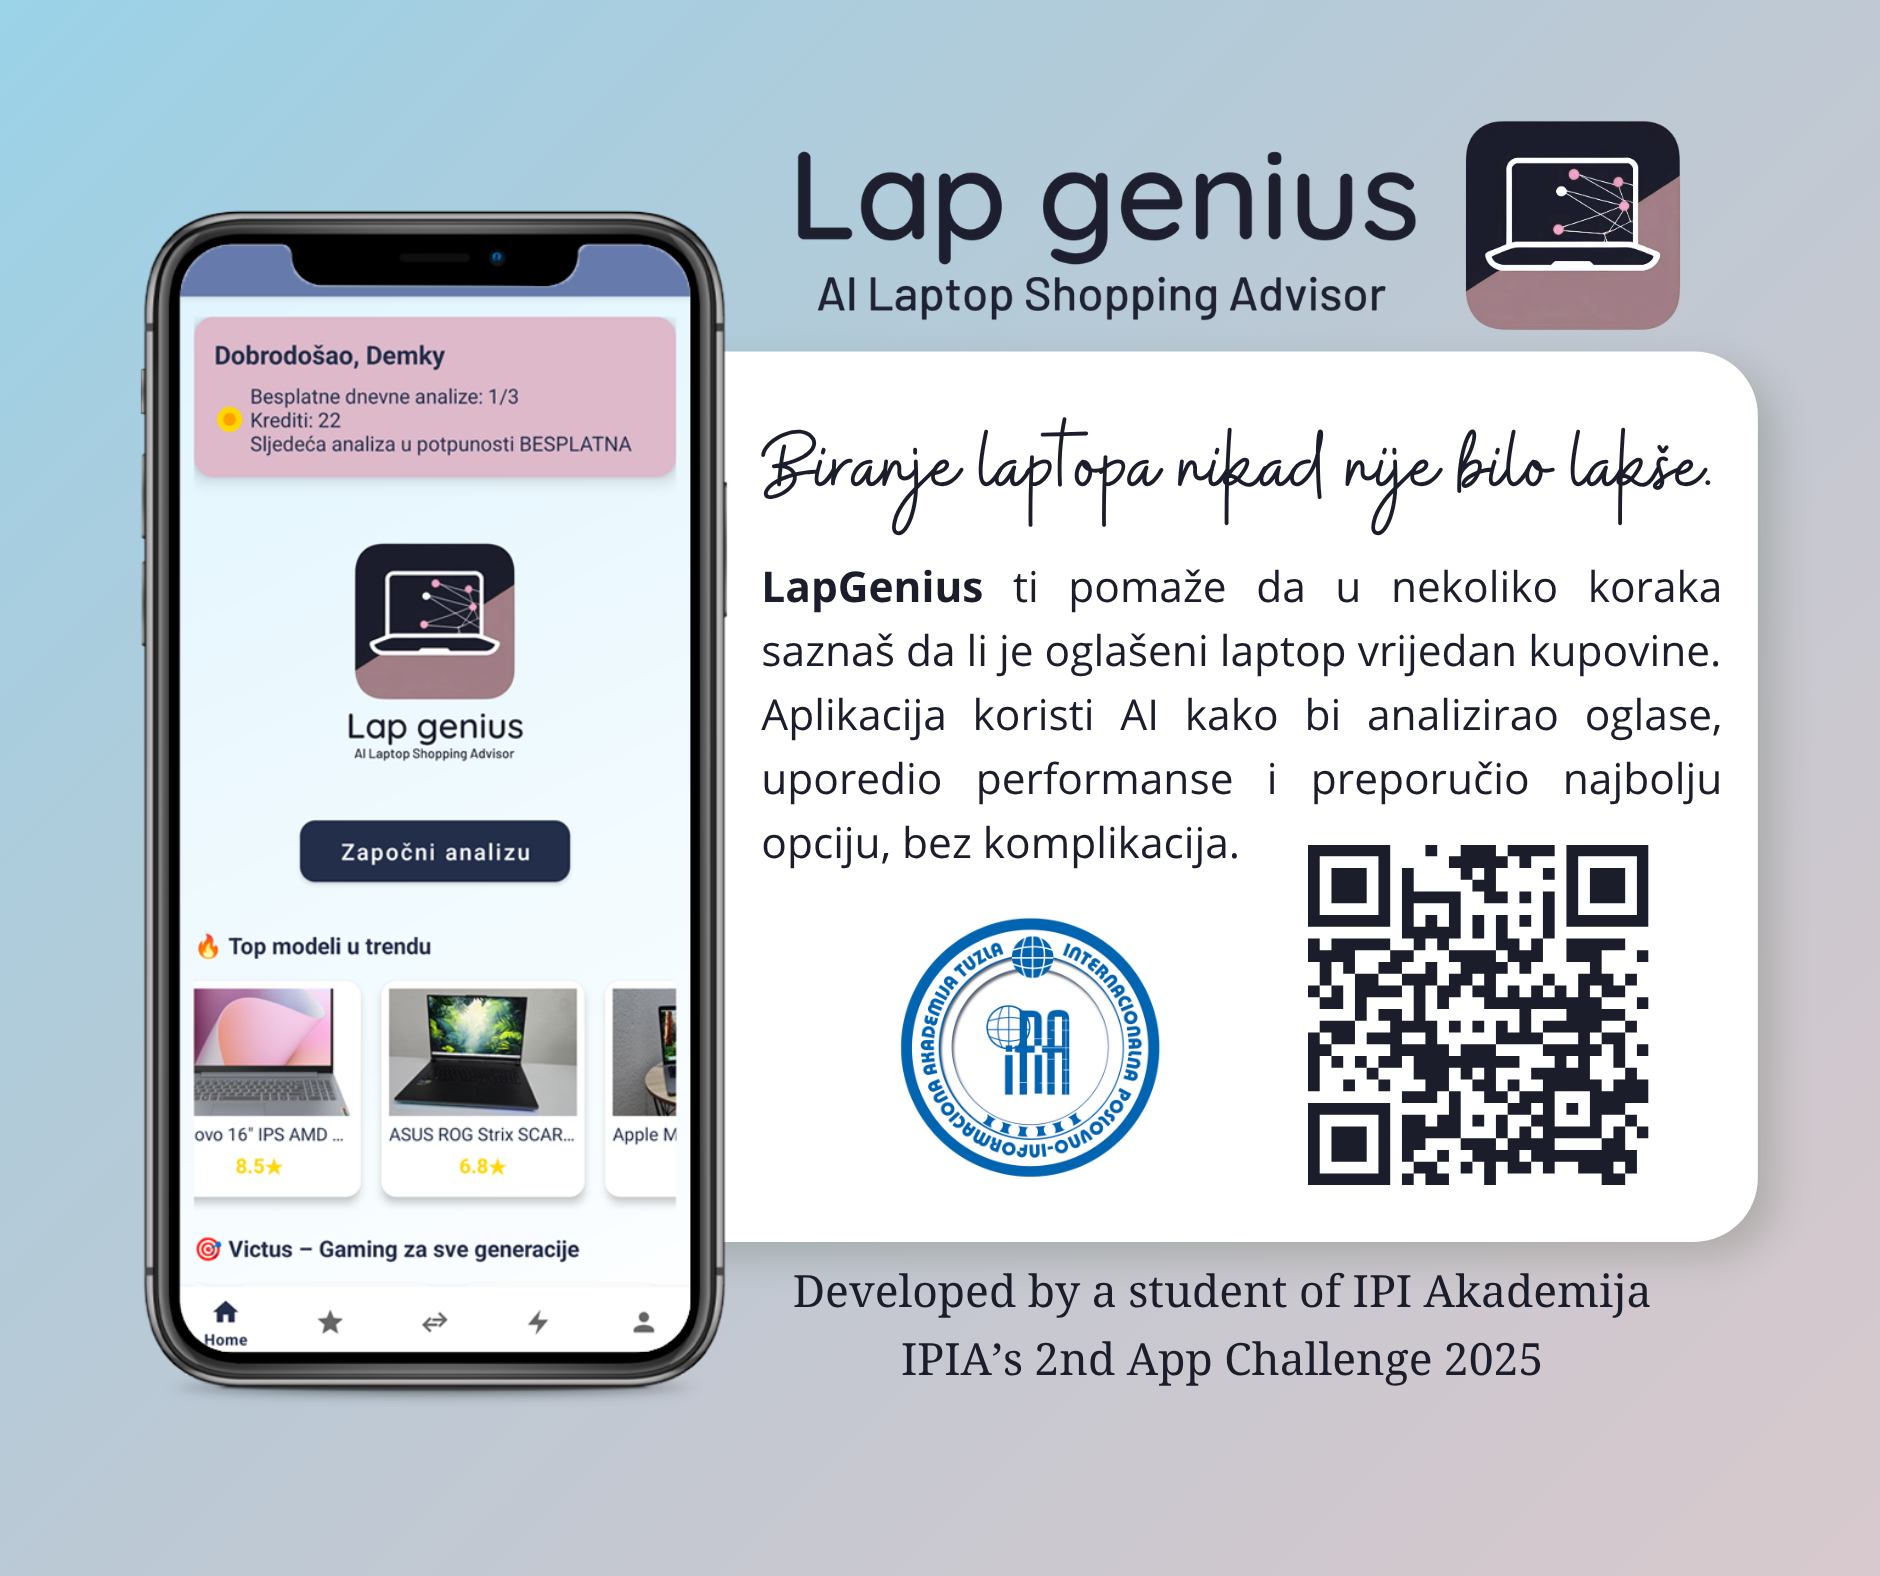 Lap genius
AI Laptop Shopping Advisor
Dobrodošao, Demky
Besplatne dnevne analize: 1/3
Krediti: 22
Sljedeća analiza u potpunosti BESPLATNA
Lap genius
AI Laptop Shopping Advisor
Započni analizu
🔥 Top modeli u trendu
ovo 16" IPS AMD ...
8.5★
ASUS ROG Strix SCAR...
6.8★
Apple M
🎯 Victus – Gaming za sve generacije
Home
Biranje laptopa nikad nije bilo lakše.
LapGenius ti pomaže da u nekoliko koraka
saznaš da li je oglašeni laptop vrijedan kupovine.
Aplikacija koristi AI kako bi analizirao oglase,
uporedio performanse i preporučio najbolju
opciju, bez komplikacija.
INTERNACIONALNA POSLOVNO-INFORMACIONA AKADEMIJA TUZLA
IPIA
Developed by a student of IPI Akademija
IPIA’s 2nd App Challenge 2025